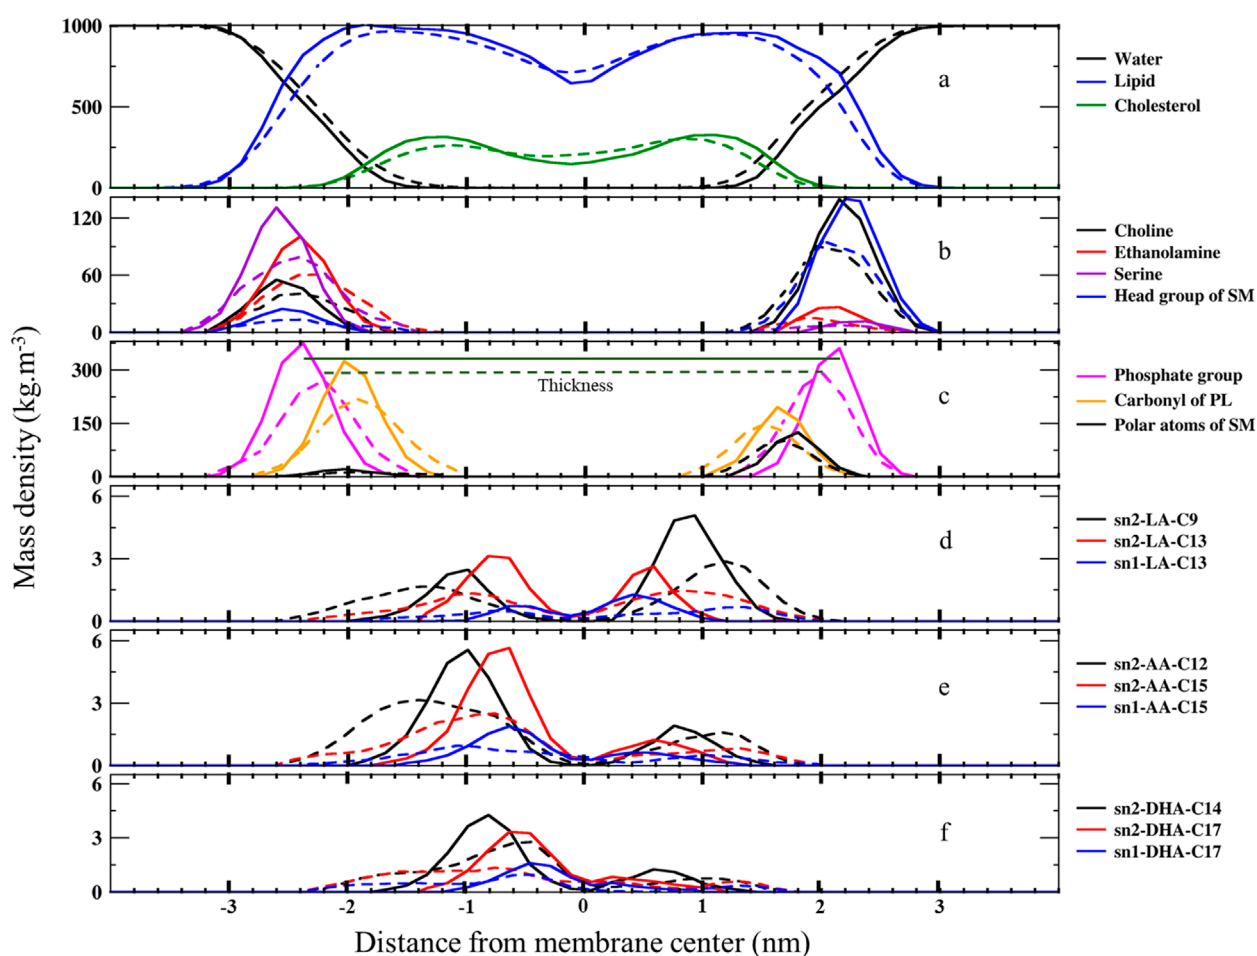 1000
500
0
a
Water
Lipid
Cholesterol
120
60
0
b
Choline
Ethanolamine
Serine
Head group of SM
300
150
0
Thickness
c
Phosphate group
Carbonyl of PL
Polar atoms of SM
6
3
0
d
sn2-LA-C9
sn2-LA-C13
sn1-LA-C13
6
3
0
e
sn2-AA-C12
sn2-AA-C15
sn1-AA-C15
6
3
0
f
sn2-DHA-C14
sn2-DHA-C17
sn1-DHA-C17
-3 -2 -1 0 1 2 3
Distance from membrane center (nm)
Mass density (kg.m⁻³)